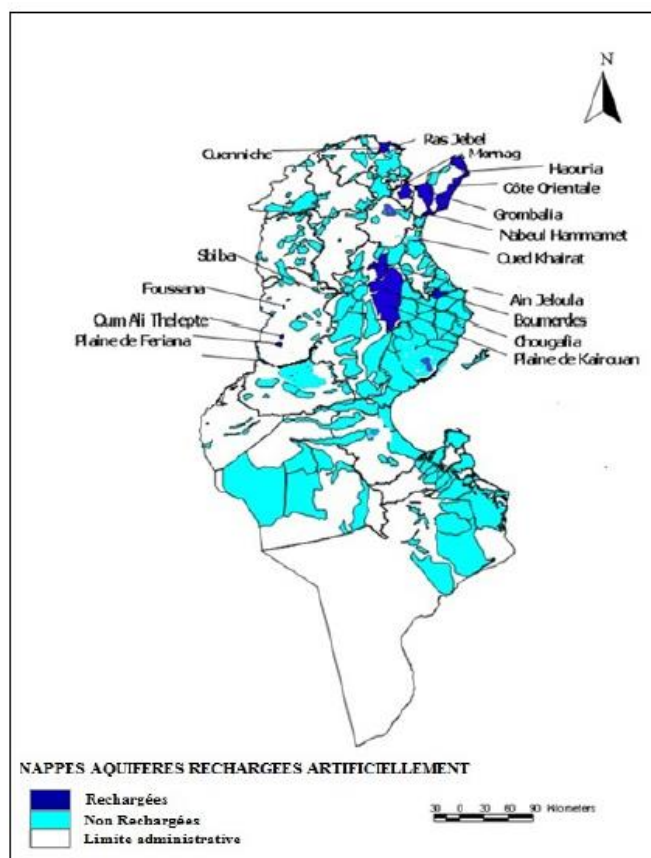 N
Ras Jebel
Guenniche
Mornag
Haouria
Côte Orientale
Grombalia
Nabeul Hammamet
Oued Khairat
Sbiba
Foussana
Ain Jeloula
Oum Ali Thelepte
Boumerdes
Plaine de Feriana
Chougafia
Plaine de Kairouan
NAPPES AQUIFERES RECHARGEES ARTIFICIELLEMENT
Rechargées
Non Rechargées
Limite administrative
30 0 30 60 90 Kilometers